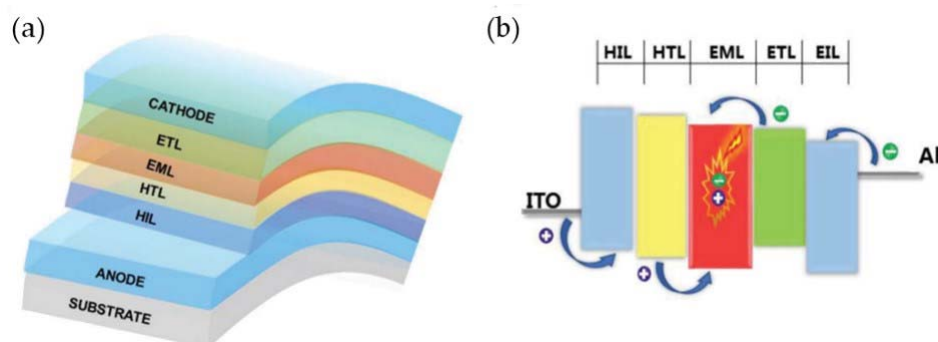 (a)
CATHODE
ETL
EML
HTL
HIL
ANODE
SUBSTRATE
(b)
HIL HTL EML ETL EIL
ITO
Al